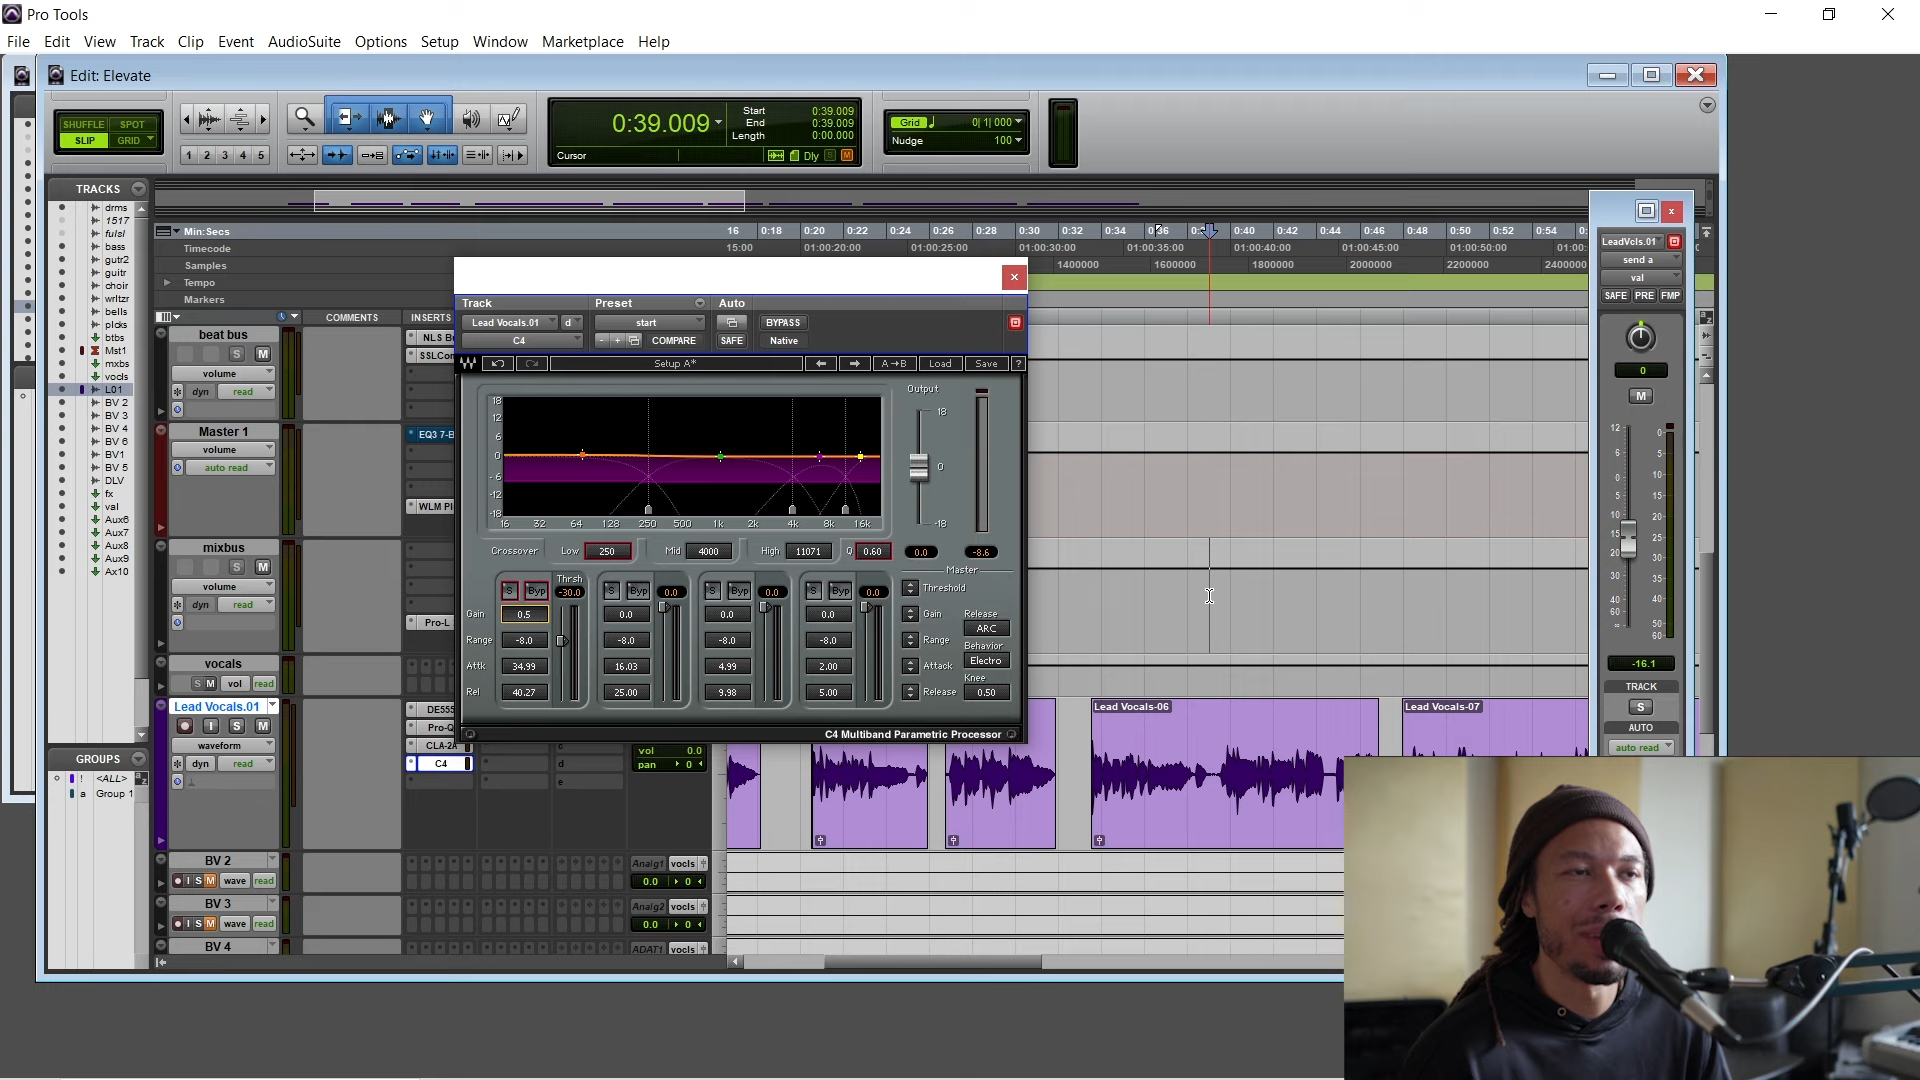 Pro Tools
File Edit View Track Clip Event AudioSuite Options Setup Window Marketplace Help
Edit: Elevate
SHUFFLE SPOT
SLIP GRID
1 2 3 4 5
0:39.009
Start 0:39.009
End 0:39.009
Length 0:00.000
Cursor
Dly S M
Grid 0| 1| 000
Nudge 100
TRACKS
drms
1517
fulsl
bass
gutr2
guitr
choir
wrltzr
bells
plcks
btbs
Mst1
mxbs
vocls
L01
BV 2
BV 3
BV 4
BV 6
BV1
BV 5
DLV
fx
val
Aux6
Aux7
Aux8
Aux9
Ax10
GROUPS
! <ALL>
a Group 1
Min:Secs
16 0:18 0:20 0:22 0:24 0:26 0:28 0:30 0:32 0:34 0:36 0:40 0:42 0:44 0:46 0:48 0:50 0:52 0:54
Timecode
15:00 01:00:20:00 01:00:25:00 01:00:30:00 01:00:35:00 01:00:40:00 01:00:45:00 01:00:50:00
Samples
1400000 1600000 1800000 2000000 2200000 2400000
Tempo
Markers
COMMENTS INSERTS
beat bus
S M
volume
dyn read
Master 1
volume
auto read
EQ3 7-B
mixbus
S M
volume
dyn read
vocals
S M vol read
Lead Vocals.01
I S M
waveform
dyn read
CLA-2A
C4
c
d
e
vol 0.0
pan 0
BV 2
I S M wave read
Analg1 vocls
0.0 0
BV 3
I S M wave read
Analg2 vocls
0.0 0
BV 4
ADAT1 vocls
Track Preset Auto
Lead Vocals.01 d start BYPASS
C4 - + COMPARE SAFE Native
Setup A* A→B Load Save ?
18
12
6
0
-6
-12
-18
16 32 64 128 250 500 1k 2k 4k 8k 16k
Output
18
0
-18
Crossover Low 250 Mid 4000 High 11071 Q 0.60 0.0 -8.6
Thrsh Master
S Byp -30.0 S Byp 0.0 S Byp 0.0 S Byp 0.0 Threshold
Gain 0.5 0.0 0.0 0.0 Gain Release
ARC
Range -8.0 -8.0 -8.0 -8.0 Range Behavior
Attk 34.99 16.03 4.99 2.00 Attack Electro
Knee
Rel 40.27 25.00 9.98 5.00 Release 0.50
C4 Multiband Parametric Processor
Lead Vocals-06
Lead Vocals-07
LeadVcls.01
send a
val
SAFE PRE FMP
0
M
12
6
0
5
10
15
20
30
40
60
∞
0
5
10
15
20
25
30
35
40
50
60
-16.1
TRACK
S
AUTO
auto read